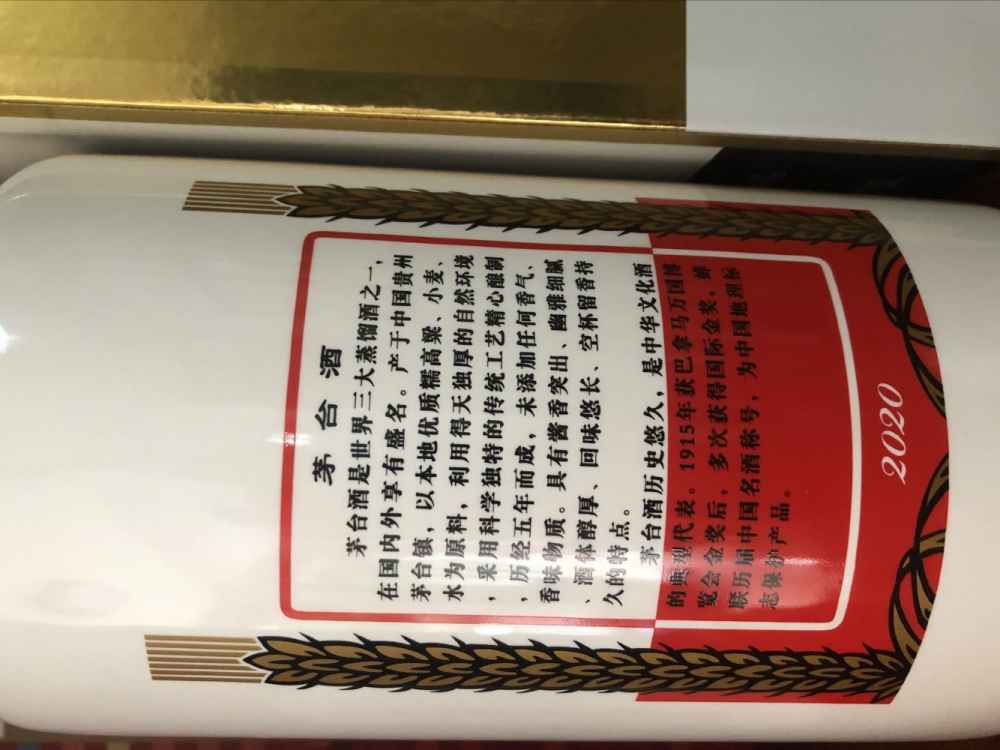 茅台酒
茅台酒是世界三大蒸馏酒之一，
在国内外享有盛名。产于中国贵州
茅台镇，以本地优质糯高粱、小麦、
水为原料，利用得天独厚的自然环境
，采用科学独特的传统工艺精心酿制
，历经五年而成，未添加任何香气、
香味物质。具有酱香突出、幽雅细腻
、酒体醇厚、回味悠长、空杯留香持
久的特点。
茅台酒历史悠久，是中华文化酒
的典型代表。1915年获巴拿马万国博
览会金奖后，多次获得国际金奖，蝉
联历届中国名酒称号，为中国地理标
志保护产品。
2020